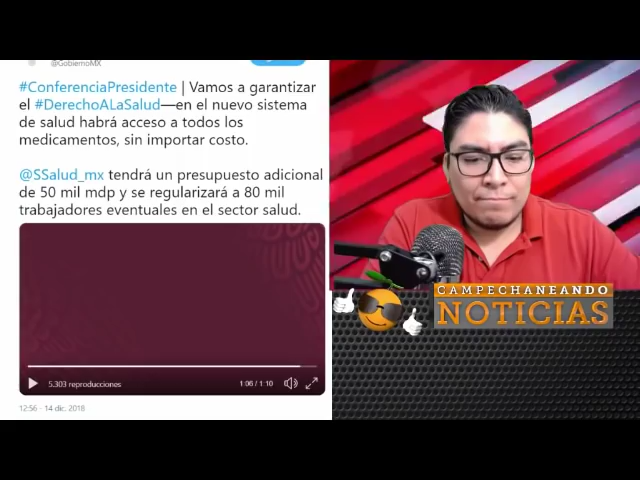 @GobiernoMX
#ConferenciaPresidente | Vamos a garantizar
el #DerechoALaSalud—en el nuevo sistema
de salud habrá acceso a todos los
medicamentos, sin importar costo.
@SSalud_mx tendrá un presupuesto adicional
de 50 mil mdp y se regularizará a 80 mil
trabajadores eventuales en el sector salud.
5.303 reproducciones
1:06 / 1:10
12:56 - 14 dic. 2018
CAMPECHANEANDO
NOTICIAS